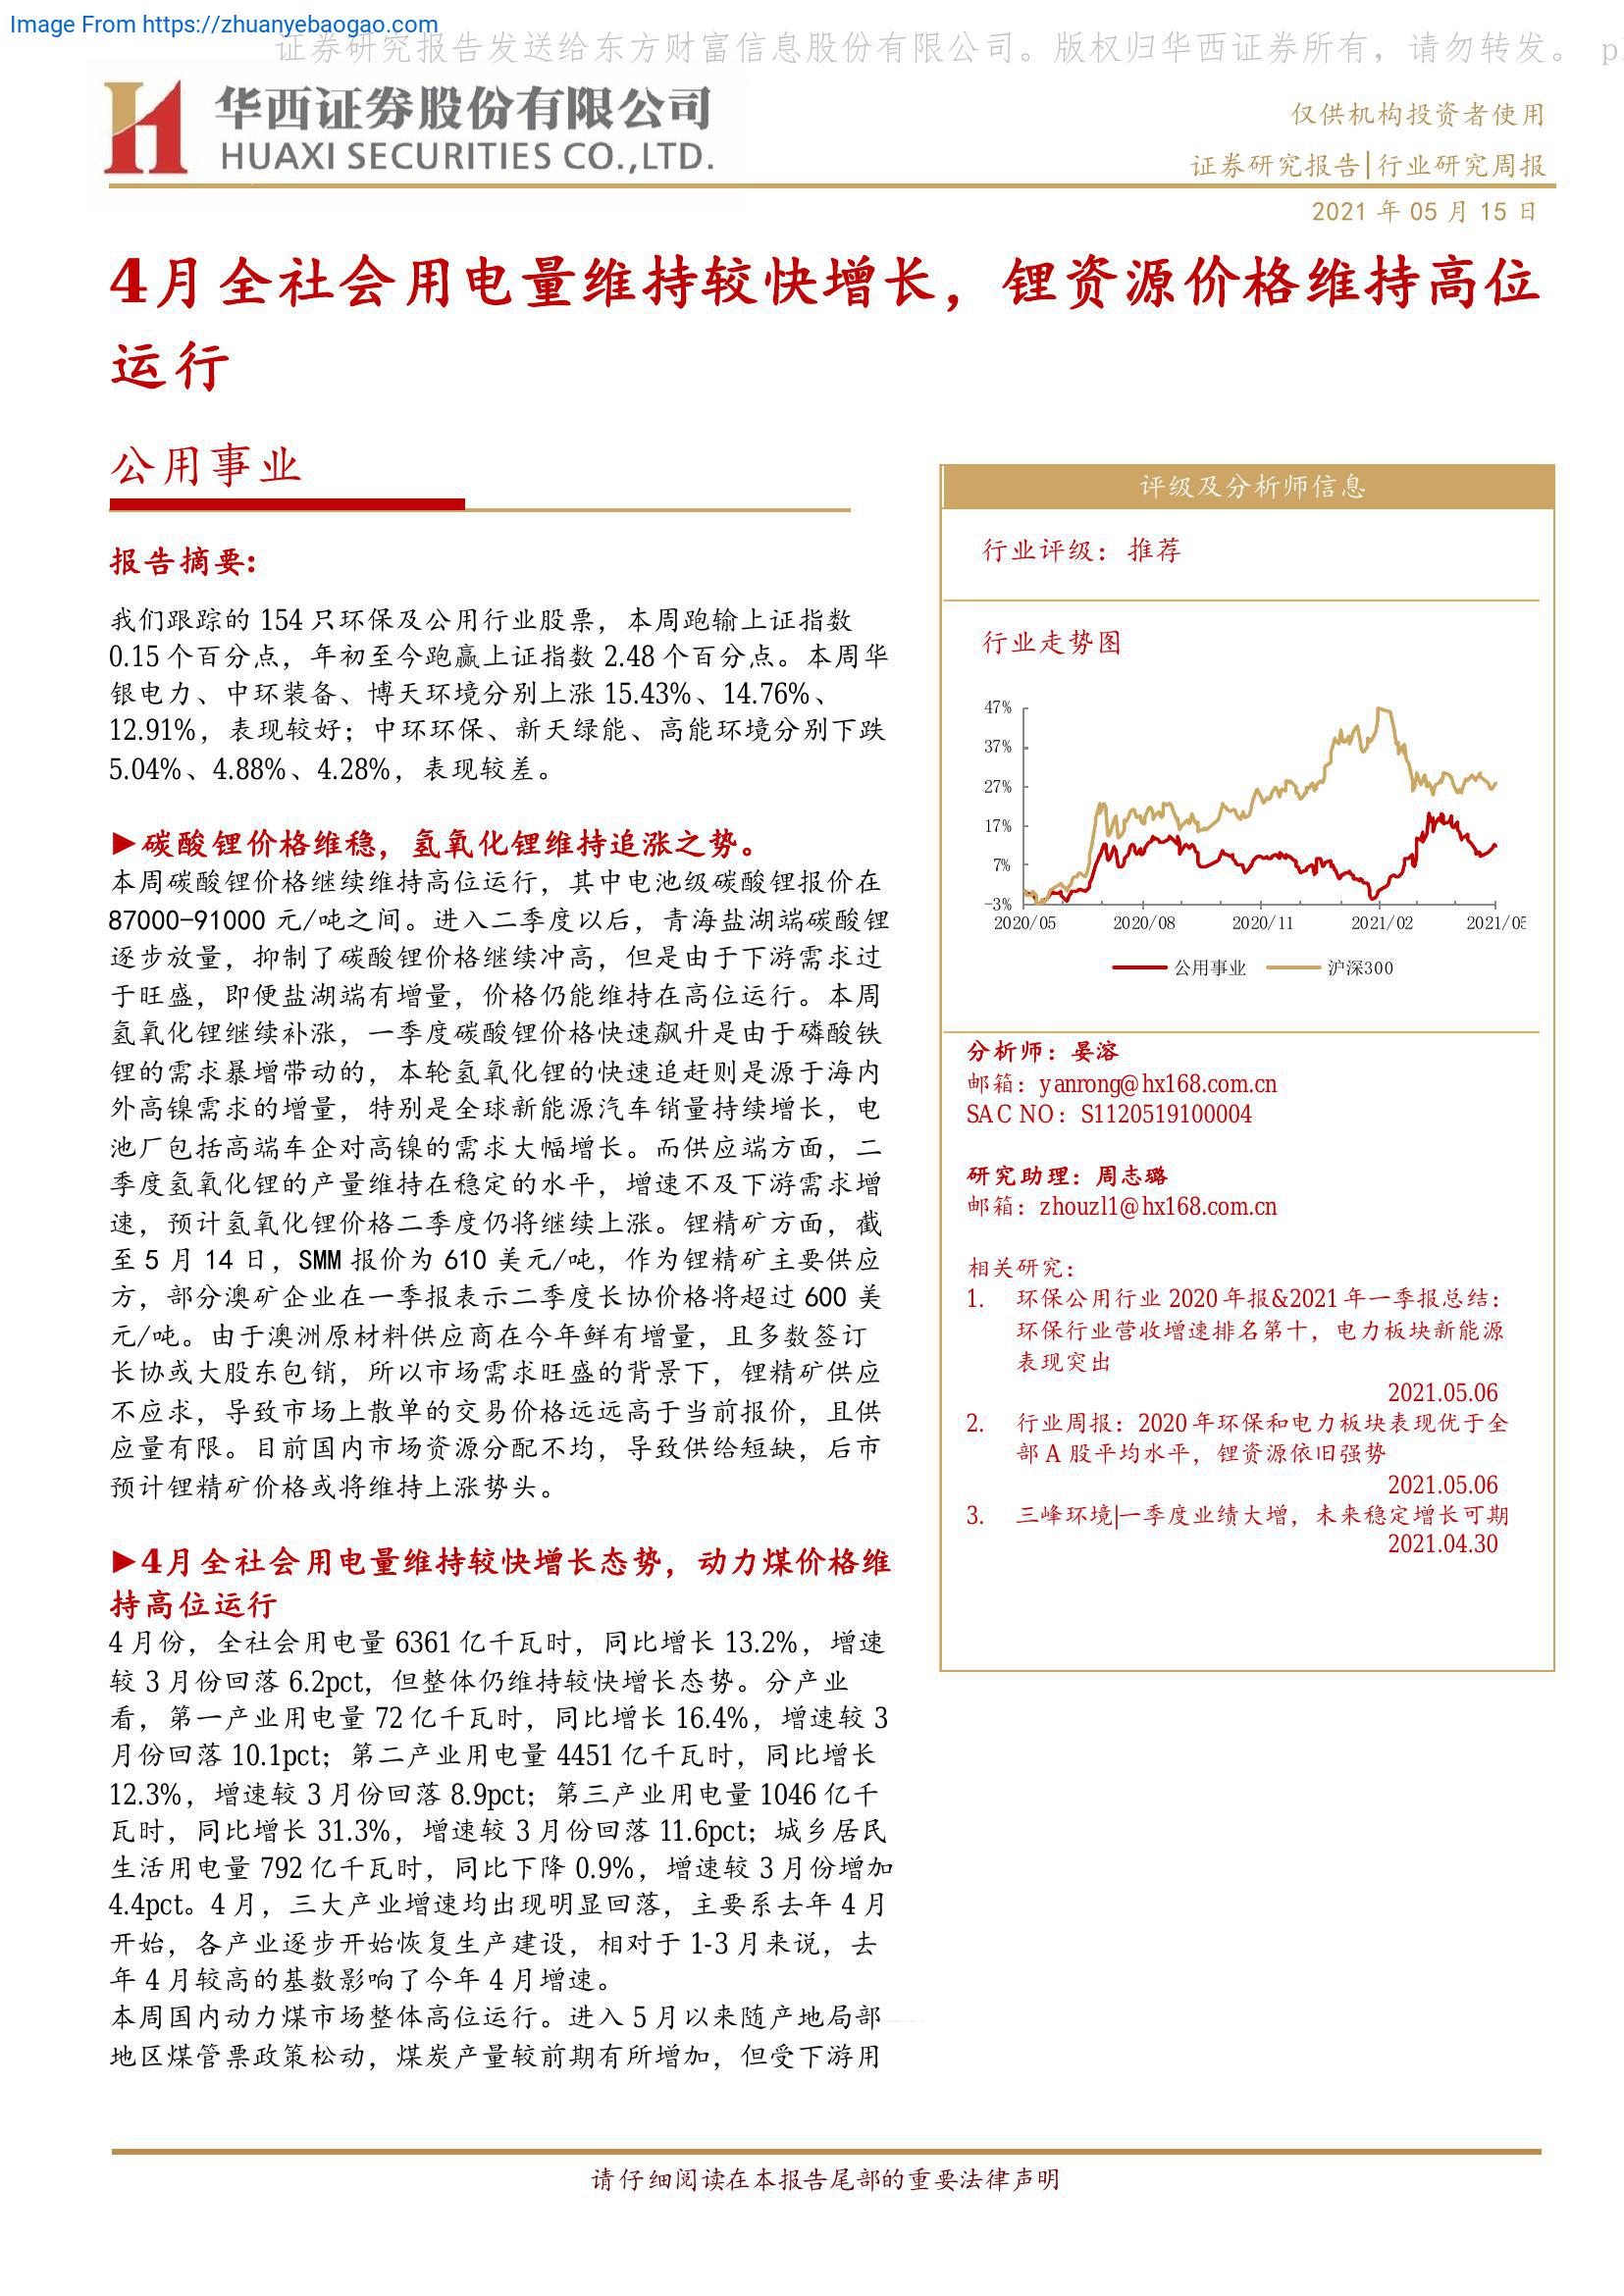 Image From https://zhuanyebaogao.com
证券研究报告发送给东方财富信息股份有限公司。版权归华西证券所有，请勿转发。 p
华西证券股份有限公司
HUAXI SECURITIES CO.,LTD.
仅供机构投资者使用
证券研究报告|行业研究周报
2021 年 05 月 15 日
4月全社会用电量维持较快增长，锂资源价格维持高位
运行
公用事业
报告摘要:
我们跟踪的 154 只环保及公用行业股票，本周跑输上证指数
0.15 个百分点，年初至今跑赢上证指数 2.48 个百分点。本周华
银电力、中环装备、博天环境分别上涨 15.43%、14.76%、
12.91%，表现较好；中环环保、新天绿能、高能环境分别下跌
5.04%、4.88%、4.28%，表现较差。
►碳酸锂价格维稳，氢氧化锂维持追涨之势。
本周碳酸锂价格继续维持高位运行，其中电池级碳酸锂报价在
87000-91000 元/吨之间。进入二季度以后，青海盐湖端碳酸锂
逐步放量，抑制了碳酸锂价格继续冲高，但是由于下游需求过
于旺盛，即便盐湖端有增量，价格仍能维持在高位运行。本周
氢氧化锂继续补涨，一季度碳酸锂价格快速飙升是由于磷酸铁
锂的需求暴增带动的，本轮氢氧化锂的快速追赶则是源于海内
外高镍需求的增量，特别是全球新能源汽车销量持续增长，电
池厂包括高端车企对高镍的需求大幅增长。而供应端方面，二
季度氢氧化锂的产量维持在稳定的水平，增速不及下游需求增
速，预计氢氧化锂价格二季度仍将继续上涨。锂精矿方面，截
至 5 月 14 日，SMM 报价为 610 美元/吨，作为锂精矿主要供应
方，部分澳矿企业在一季报表示二季度长协价格将超过 600 美
元/吨。由于澳洲原材料供应商在今年鲜有增量，且多数签订
长协或大股东包销，所以市场需求旺盛的背景下，锂精矿供应
不应求，导致市场上散单的交易价格远远高于当前报价，且供
应量有限。目前国内市场资源分配不均，导致供给短缺，后市
预计锂精矿价格或将维持上涨势头。
►4月全社会用电量维持较快增长态势，动力煤价格维
持高位运行
4 月份，全社会用电量 6361 亿千瓦时，同比增长 13.2%，增速
较 3 月份回落 6.2pct，但整体仍维持较快增长态势。分产业
看，第一产业用电量 72 亿千瓦时，同比增长 16.4%，增速较 3
月份回落 10.1pct；第二产业用电量 4451 亿千瓦时，同比增长
12.3%，增速较 3 月份回落 8.9pct；第三产业用电量 1046 亿千
瓦时，同比增长 31.3%，增速较 3 月份回落 11.6pct；城乡居民
生活用电量 792 亿千瓦时，同比下降 0.9%，增速较 3 月份增加
4.4pct。4 月，三大产业增速均出现明显回落，主要系去年 4 月
开始，各产业逐步开始恢复生产建设，相对于 1-3 月来说，去
年 4 月较高的基数影响了今年 4 月增速。
本周国内动力煤市场整体高位运行。进入 5 月以来随产地局部
地区煤管票政策松动，煤炭产量较前期有所增加，但受下游用
评级及分析师信息
行业评级：推荐
行业走势图
47%
37%
27%
17%
7%
-3%
2020/05 2020/08 2020/11 2021/02 2021/05
公用事业 沪深300
分析师：晏溶
邮箱：yanrong@hx168.com.cn
SAC NO：S1120519100004
研究助理：周志璐
邮箱：zhouzl1@hx168.com.cn
相关研究：
1. 环保公用行业 2020 年报&2021 年一季报总结：
环保行业营收增速排名第十，电力板块新能源
表现突出
2021.05.06
2. 行业周报：2020 年环保和电力板块表现优于全
部 A 股平均水平，锂资源依旧强势
2021.05.06
3. 三峰环境|一季度业绩大增，未来稳定增长可期
2021.04.30
请仔细阅读在本报告尾部的重要法律声明